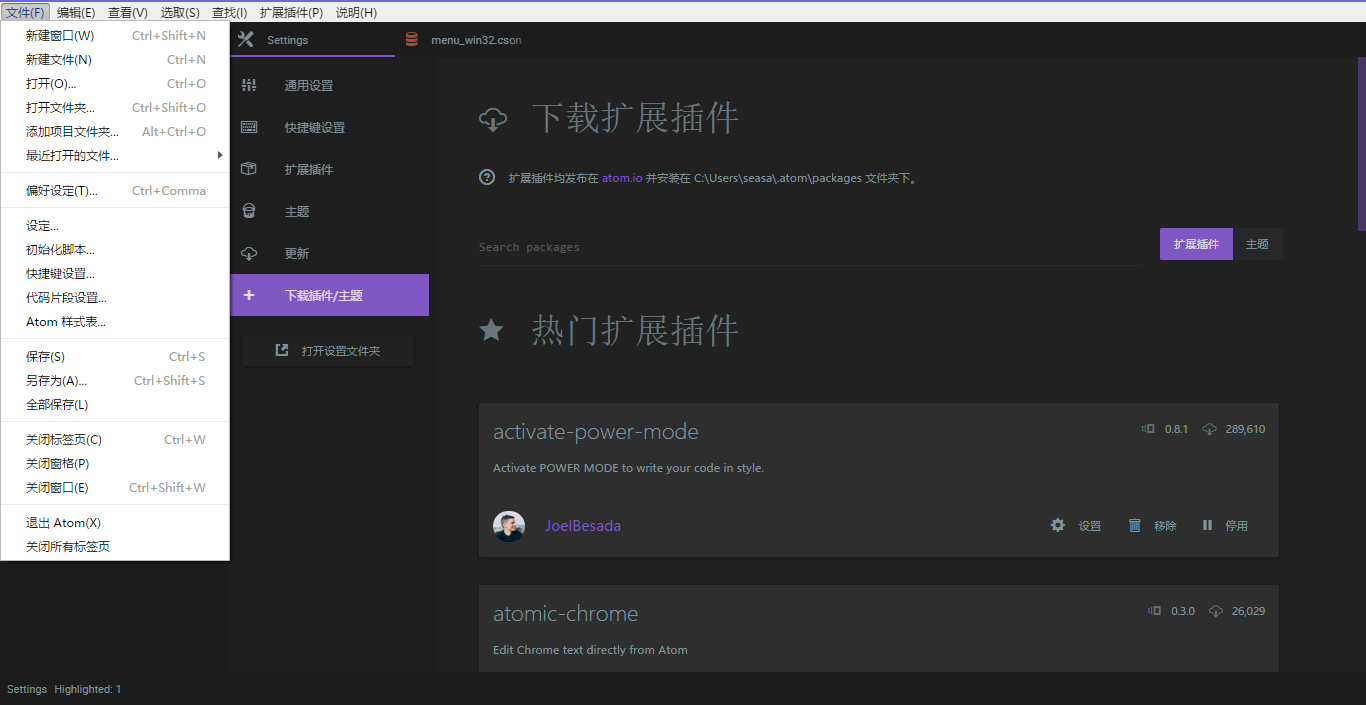 文件(F) 编辑(E) 查看(V) 选取(S) 查找(I) 扩展插件(P) 说明(H)
新建窗口(W) Ctrl+Shift+N
新建文件(N) Ctrl+N
打开(O)... Ctrl+O
打开文件夹... Ctrl+Shift+O
添加项目文件夹... Alt+Ctrl+O
最近打开的文件...
偏好设定(T)... Ctrl+Comma
设定...
初始化脚本...
快捷键设置...
代码片段设置...
Atom 样式表...
保存(S) Ctrl+S
另存为(A)... Ctrl+Shift+S
全部保存(L)
关闭标签页(C) Ctrl+W
关闭窗格(P)
关闭窗口(E) Ctrl+Shift+W
退出 Atom(X)
关闭所有标签页
Settings
menu_win32.cson
通用设置
快捷键设置
扩展插件
主题
更新
下载插件/主题
打开设置文件夹
下载扩展插件
扩展插件均发布在 atom.io 并安装在 C:\Users\seasa\.atom\packages 文件夹下。
Search packages
扩展插件 主题
热门扩展插件
activate-power-mode 0.8.1 289,610
Activate POWER MODE to write your code in style.
JoelBesada 设置 移除 停用
atomic-chrome 0.3.0 26,029
Edit Chrome text directly from Atom
Settings Highlighted: 1